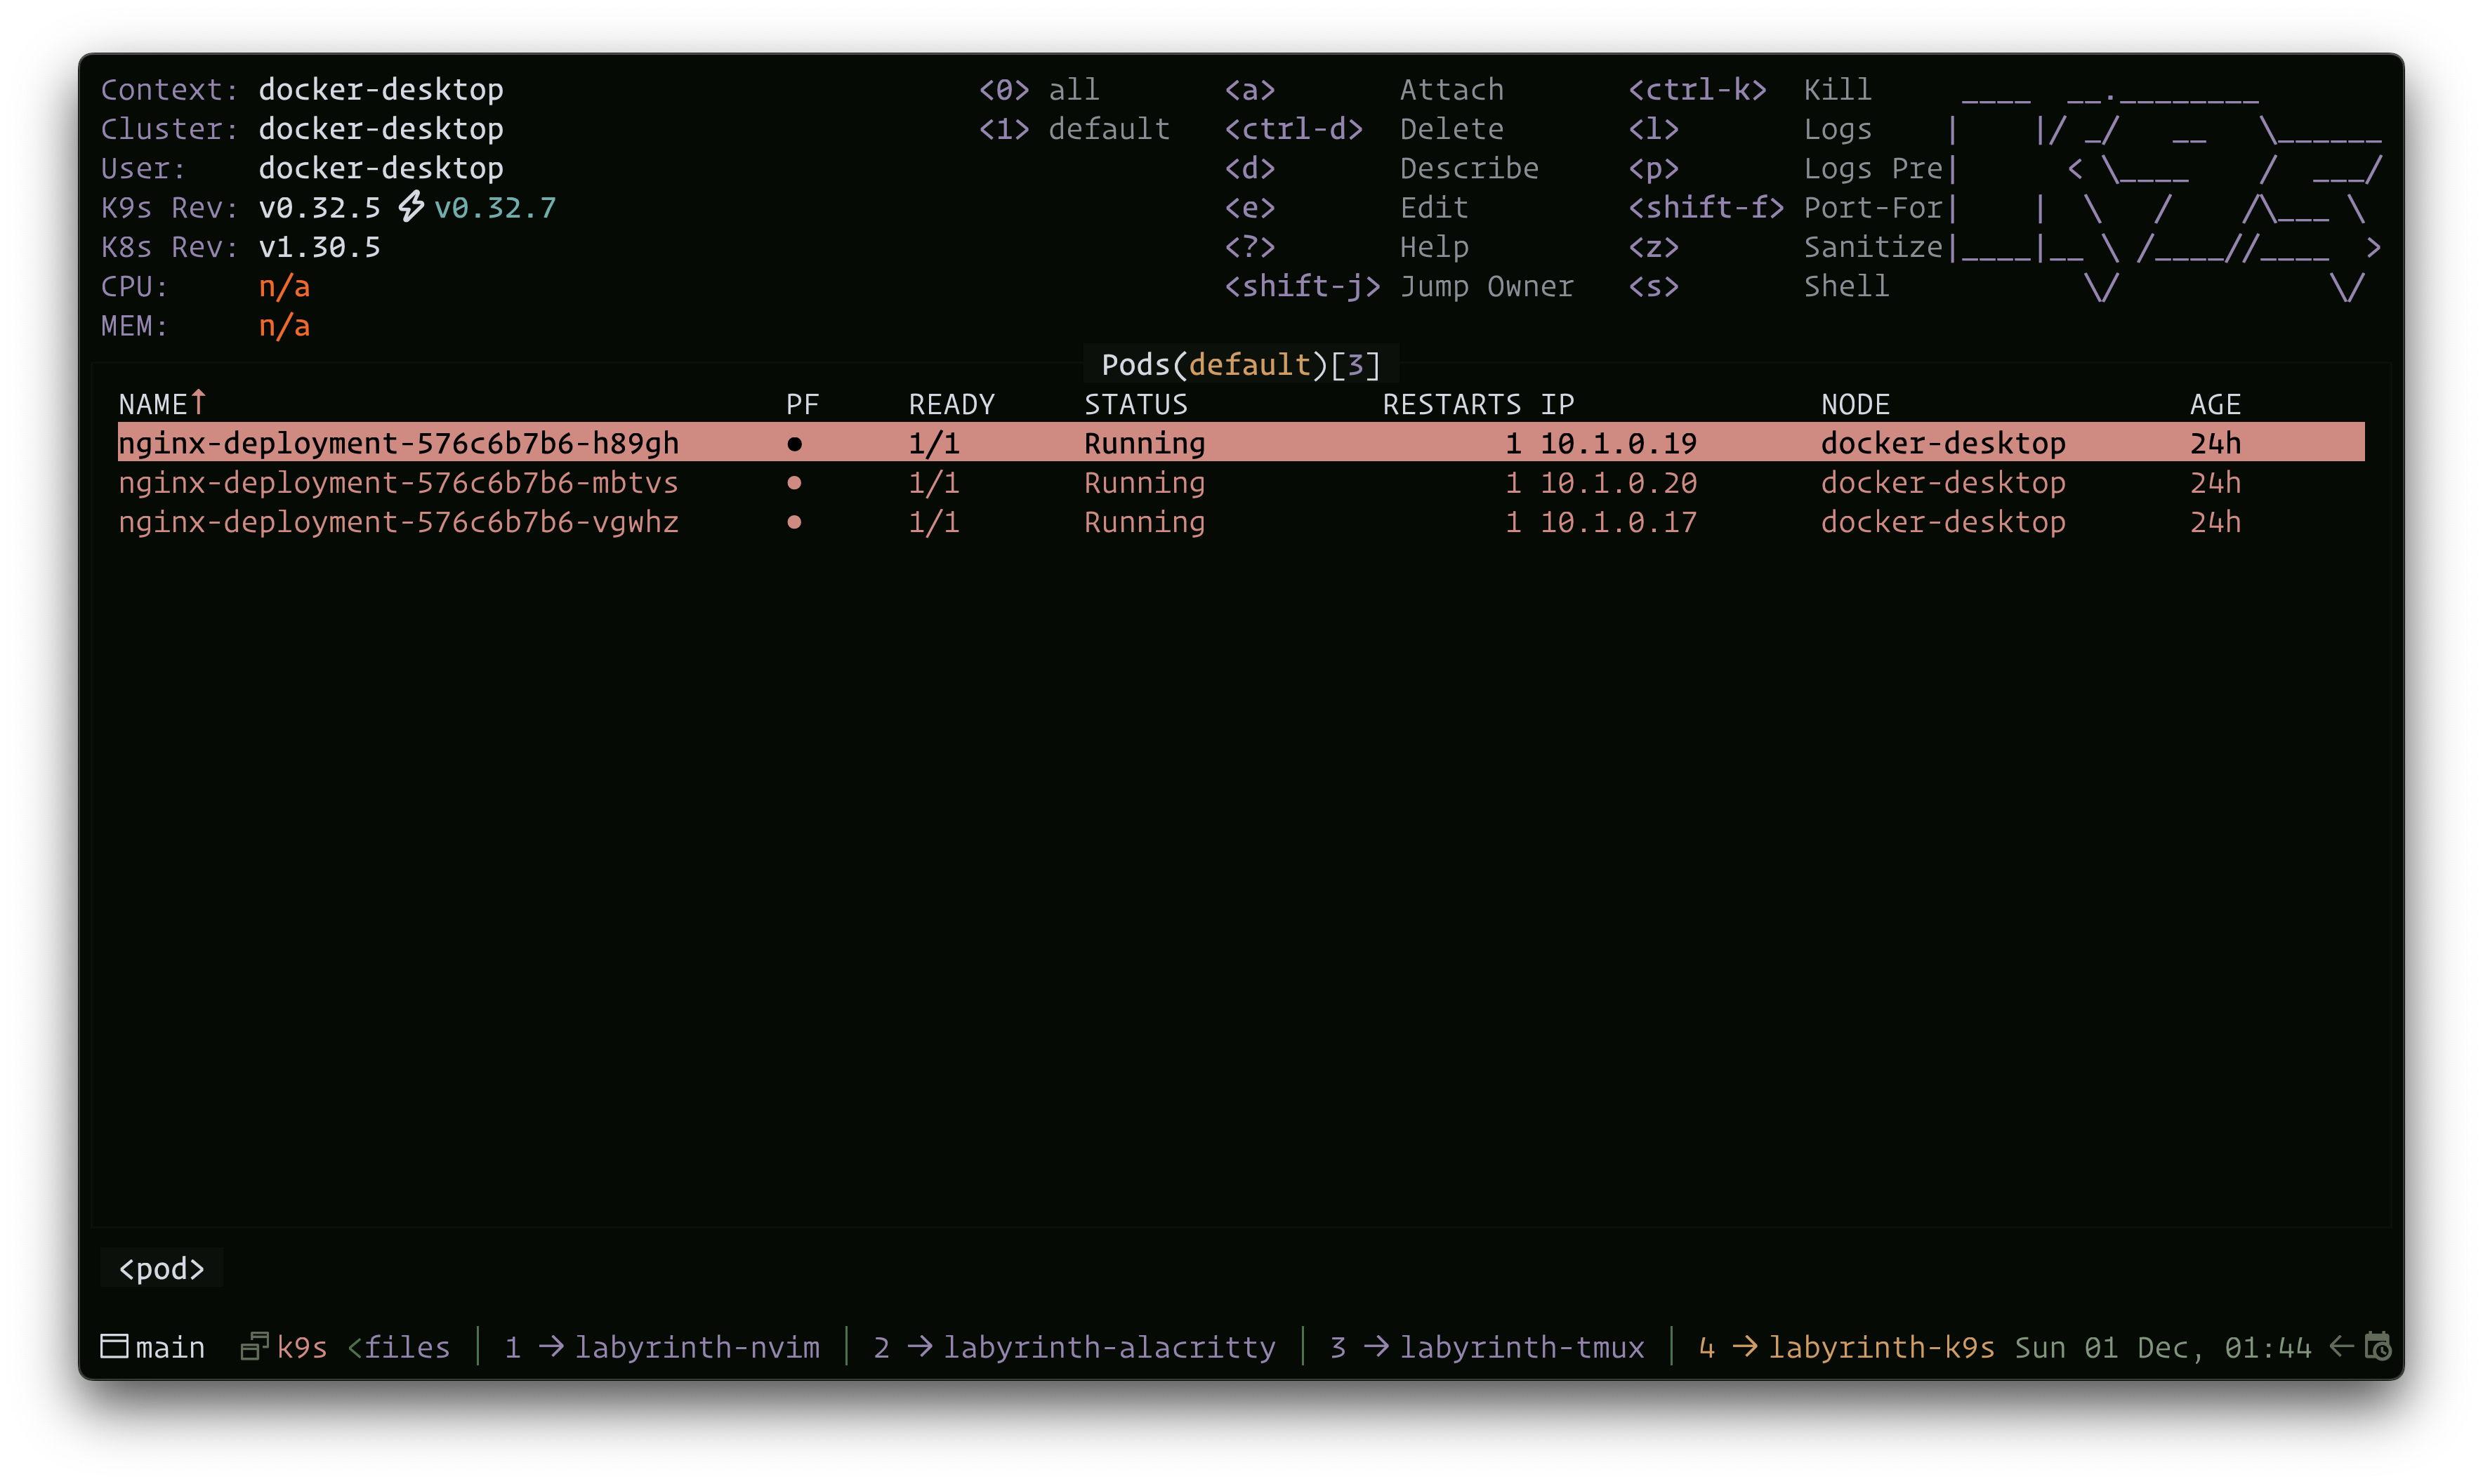 Context: docker-desktop <0> all <a> Attach <ctrl-k> Kill
Cluster: docker-desktop <1> default <ctrl-d> Delete <l> Logs
User: docker-desktop <d> Describe <p> Logs Pre
K9s Rev: v0.32.5 ⚡ v0.32.7 <e> Edit <shift-f> Port-For
K8s Rev: v1.30.5 <?> Help <z> Sanitize
CPU: n/a <shift-j> Jump Owner <s> Shell
MEM: n/a
Pods(default)[3]
NAME↑ PF READY STATUS RESTARTS IP NODE AGE
nginx-deployment-576c6b7b6-h89gh ● 1/1 Running 1 10.1.0.19 docker-desktop 24h
nginx-deployment-576c6b7b6-mbtvs ● 1/1 Running 1 10.1.0.20 docker-desktop 24h
nginx-deployment-576c6b7b6-vgwhz ● 1/1 Running 1 10.1.0.17 docker-desktop 24h
<pod>
main k9s <files │ 1 → labyrinth-nvim │ 2 → labyrinth-alacritty │ 3 → labyrinth-tmux │ 4 → labyrinth-k9s Sun 01 Dec, 01:44 ←